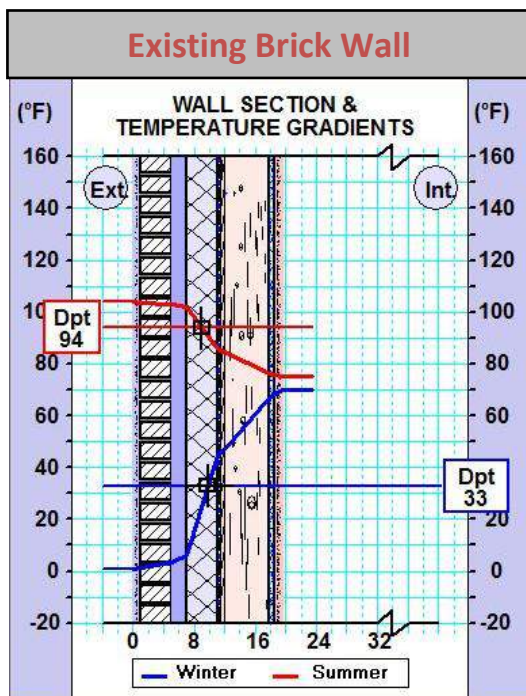 Existing Brick Wall
(°F)
WALL SECTION &
TEMPERATURE GRADIENTS
(°F)
160
160
Ext.
Int.
140
140
120
120
100
100
Dpt
94
80
80
60
60
40
40
Dpt
33
20
20
0
0
-20
-20
0 8 16 24 32
Winter Summer